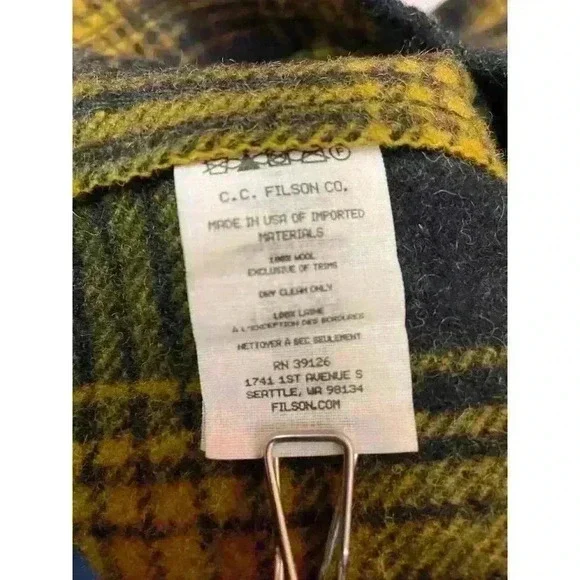 C.C. FILSON CO.
MADE IN USA OF IMPORTED
MATERIALS
100% WOOL
EXCLUSIVE OF TRIMS
DRY CLEAN ONLY
100% LAINE
A L'EXCEPTION DES BORDURES
NETTOYER A SEC SEULEMENT
RN 39126
1741 1ST AVENUE S
SEATTLE, WA 98134
FILSON.COM